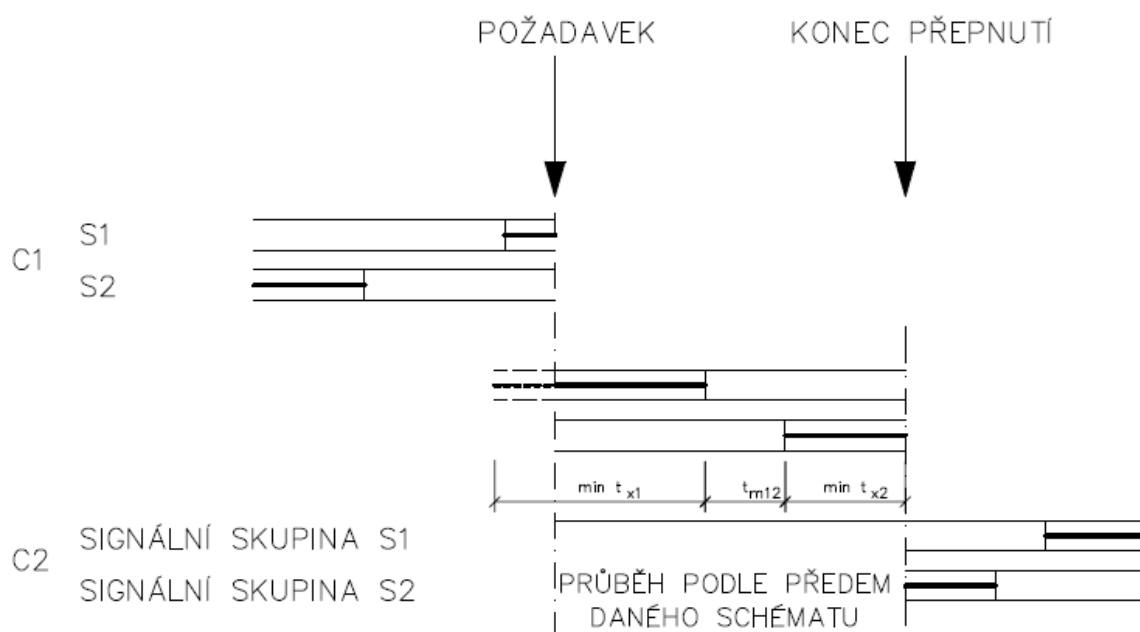 POŽADAVEK
KONEC PŘEPNUTÍ
C1
S1
S2
min t x1
t m12
min t x2
C2
SIGNÁLNÍ SKUPINA S1
SIGNÁLNÍ SKUPINA S2
PRŮBĚH PODLE PŘEDEM
DANÉHO SCHÉMATU